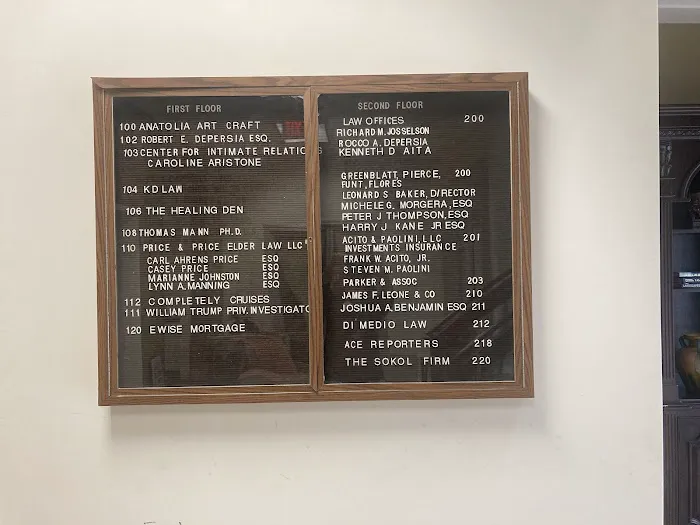 FIRST FLOOR
100 ANATOLIA ART CRAFT
102 ROBERT E. DEPERSIA ESQ.
103 CENTER FOR INTIMATE RELATIO
CAROLINE ARISTONE
104 KD LAW
106 THE HEALING DEN
108 THOMAS MANN PH.D.
110 PRICE & PRICE ELDER LAW LLC
CARL AHRENS PRICE ESQ
CASEY PRICE ESQ
MARIANNE JOHNSTON ESQ
LYNN A.MANNING ESQ
112 COMPLETELY CRUISES
111 WILLIAM TRUMP PRIV.INVESTIGATO
120 EWISE MORTGAGE
SECOND FLOOR
LAW OFFICES 200
RICHARD M.JOSSELSON
ROCCO A. DEPERSIA
KENNETH D AITA
GREENBLATT, PIERCE, 200
FUNT, FLORES
LEONARD S BAKER, DIRECTOR
MICHELE G. MORGERA, ESQ
PETER J THOMPSON, ESQ
HARRY J KANE JR ESQ
ACITO & PAOLINI, LLC 201
INVESTMENTS INSURANCE
FRANK W. ACITO, JR.
STEVEN M. PAOLINI
PARKER & ASSOC 203
JAMES F. LEONE & CO 210
JOSHUA A.BENJAMIN ESQ 211
DI MEDIO LAW 212
ACE REPORTERS 218
THE SOKOL FIRM 220